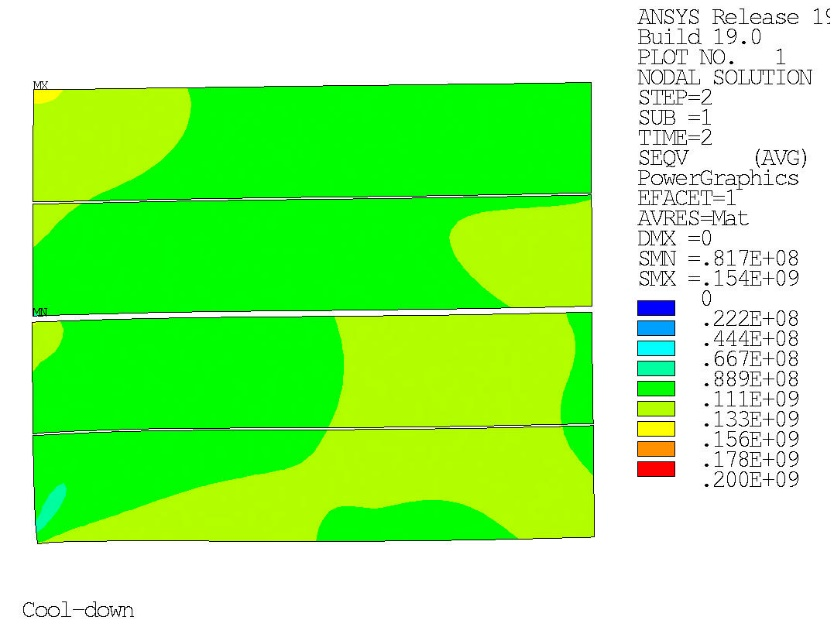 ANSYS Release 19
Build 19.0
PLOT NO.   1
NODAL SOLUTION
STEP=2
SUB =1
TIME=2
SEQV     (AVG)
PowerGraphics
EFACET=1
AVRES=Mat
DMX =0
SMN =.817E+08
SMX =.154E+09
0
.222E+08
.444E+08
.667E+08
.889E+08
.111E+09
.133E+09
.156E+09
.178E+09
.200E+09
MX
MN
Cool-down